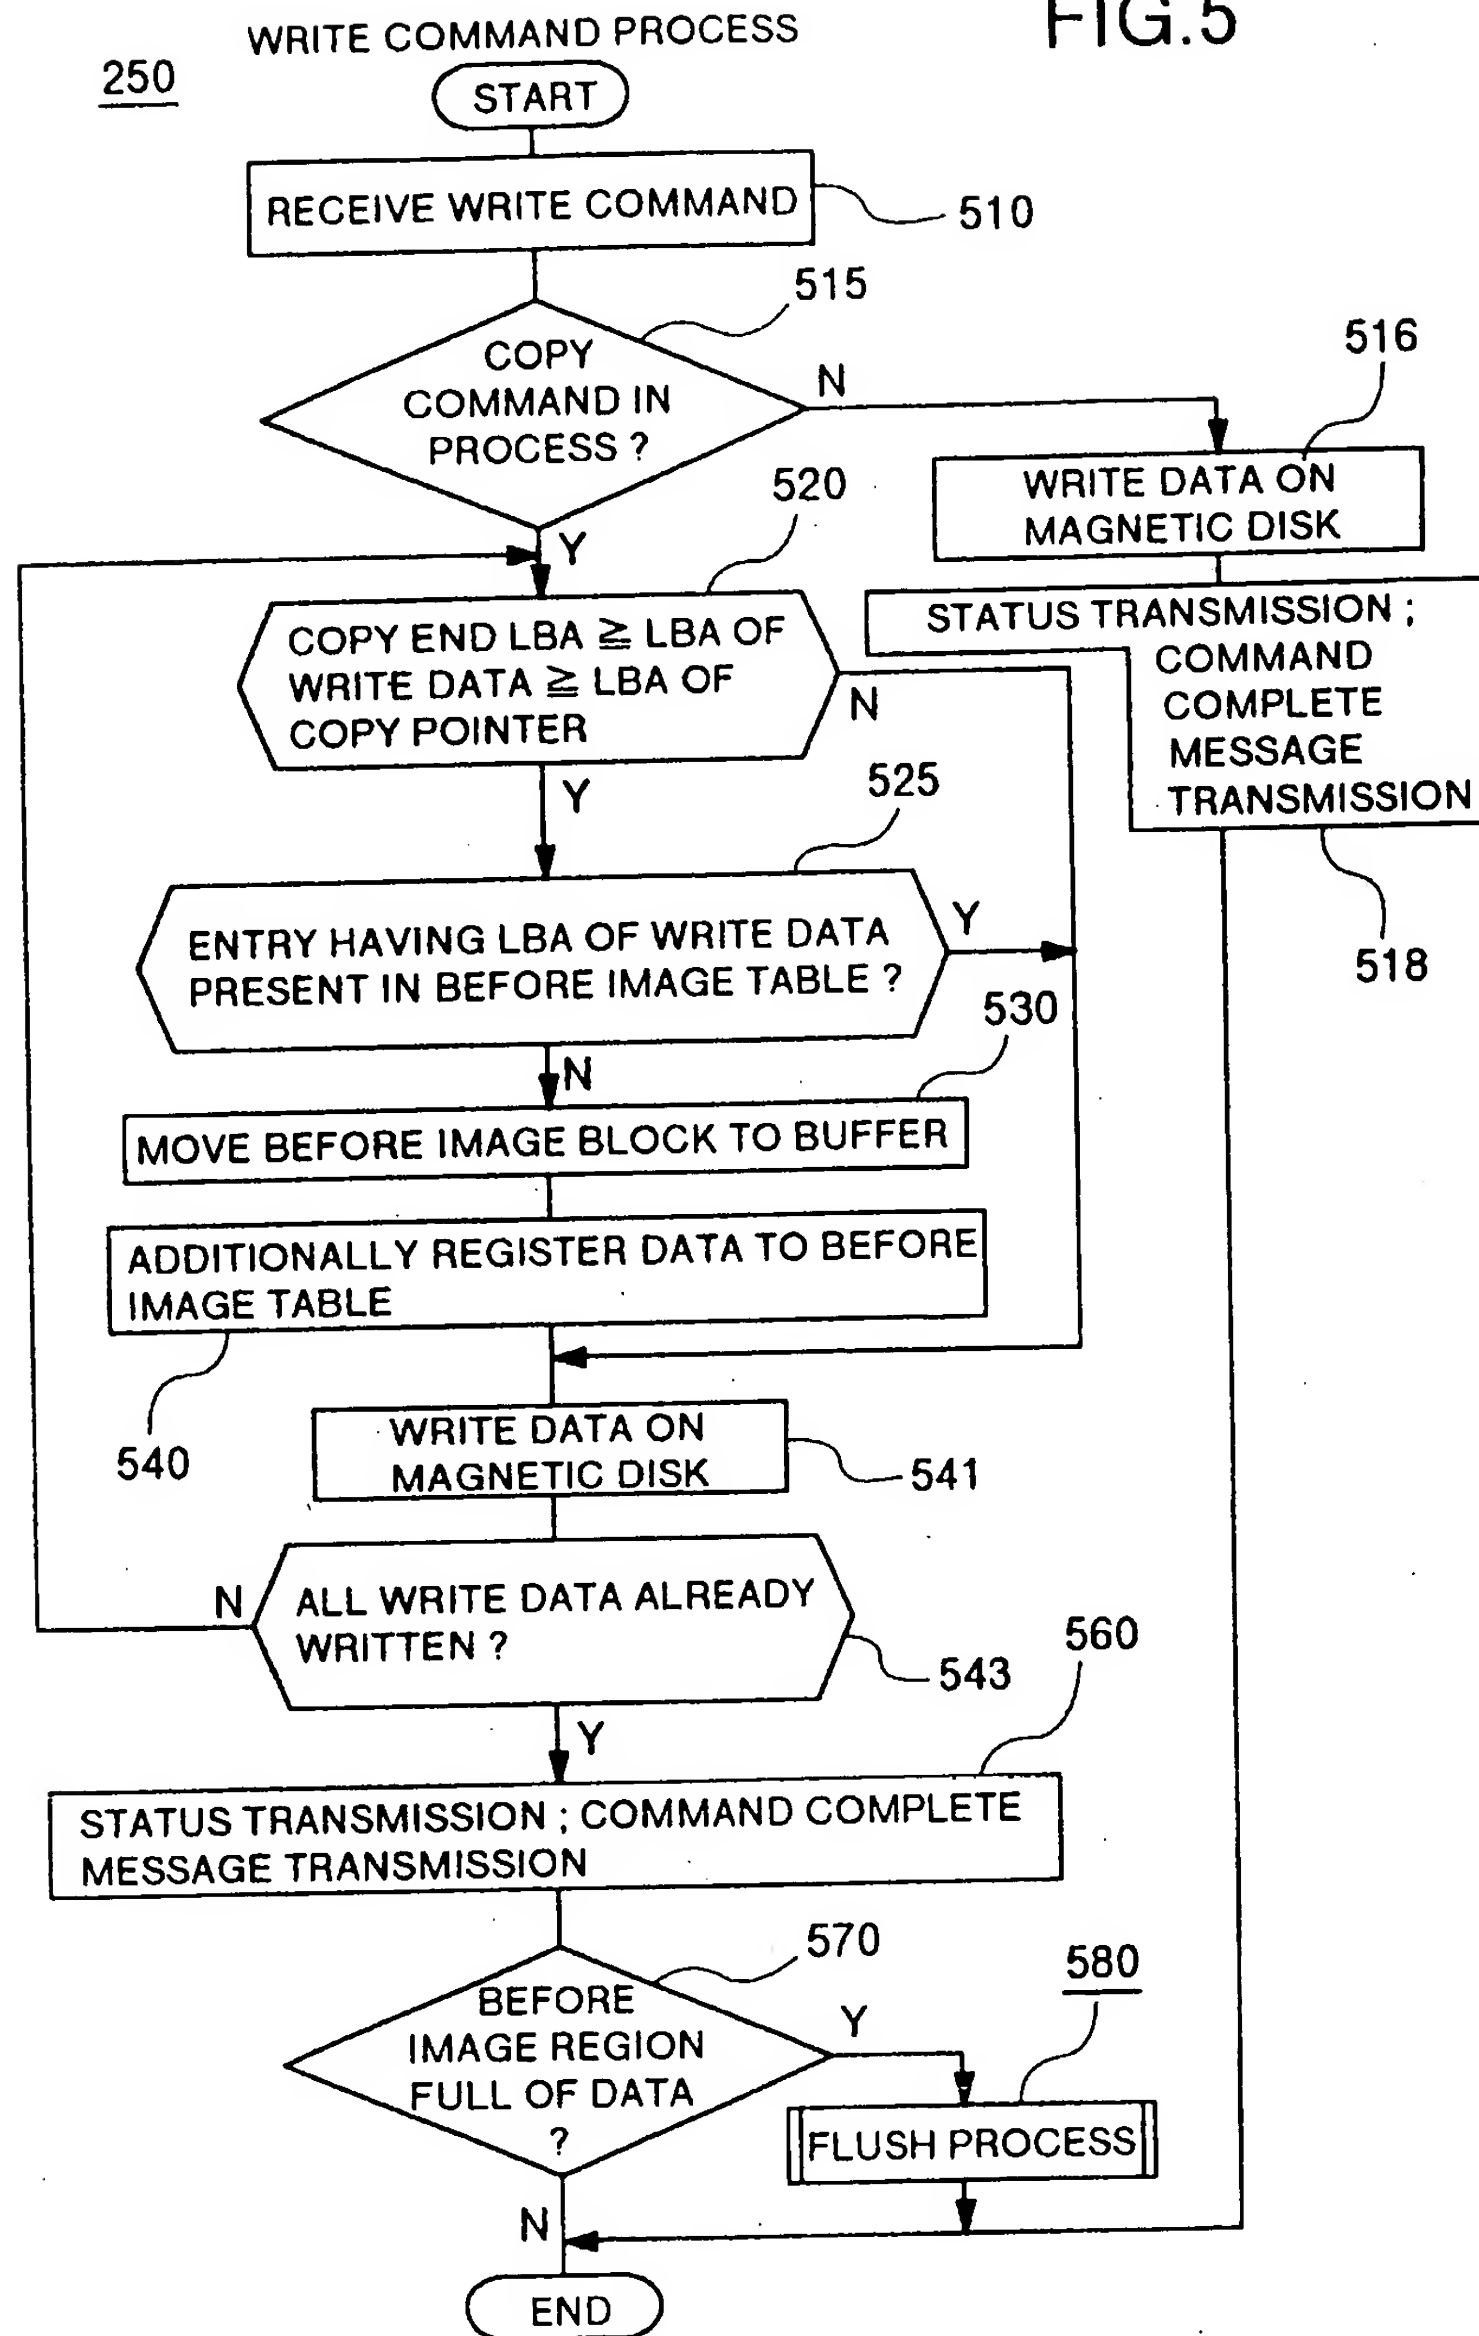 FIG.5
WRITE COMMAND PROCESS
250
START
RECEIVE WRITE COMMAND
510
515
COPY
COMMAND IN
PROCESS ?
N
516
WRITE DATA ON
MAGNETIC DISK
Y
520
COPY END LBA ≧ LBA OF
WRITE DATA ≧ LBA OF
COPY POINTER
N
STATUS TRANSMISSION ;
COMMAND
COMPLETE
MESSAGE
TRANSMISSION
518
Y
525
ENTRY HAVING LBA OF WRITE DATA
PRESENT IN BEFORE IMAGE TABLE ?
Y
N
530
MOVE BEFORE IMAGE BLOCK TO BUFFER
ADDITIONALLY REGISTER DATA TO BEFORE
IMAGE TABLE
540
WRITE DATA ON
MAGNETIC DISK
541
N
ALL WRITE DATA ALREADY
WRITTEN ?
543
Y
560
STATUS TRANSMISSION ; COMMAND COMPLETE
MESSAGE TRANSMISSION
570
BEFORE
IMAGE REGION
FULL OF DATA
?
Y
580
FLUSH PROCESS
N
END